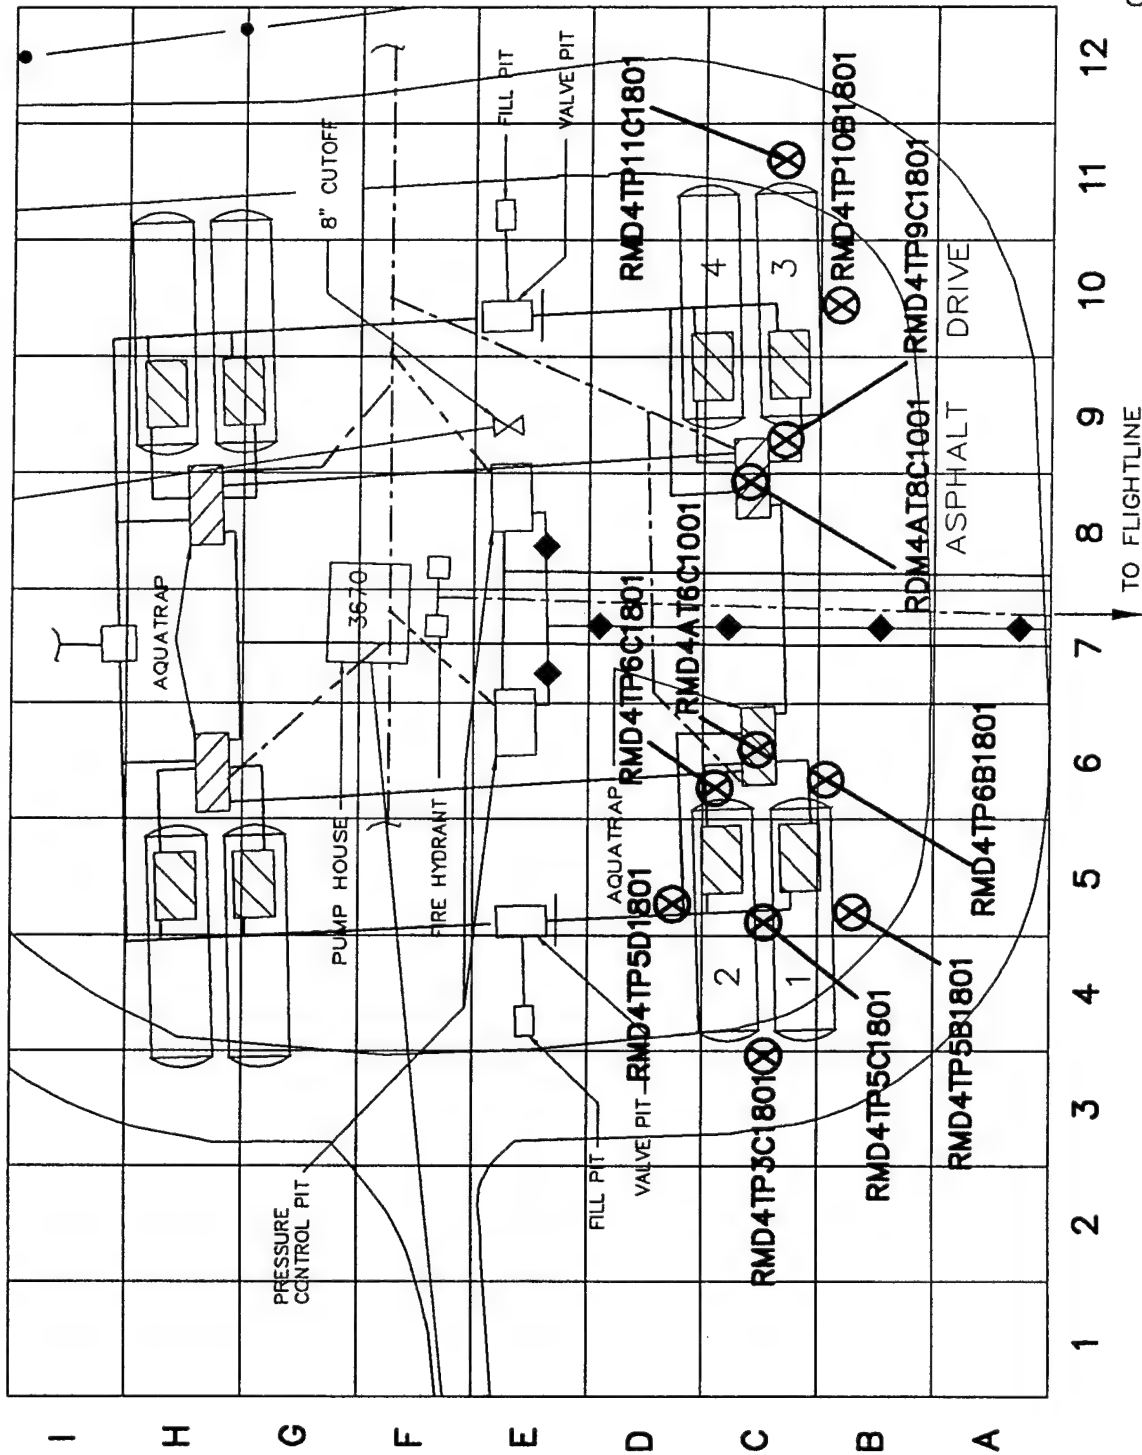 I
H
G
F
E
D
C
B
A
1
2
3
4
5
6
7
8
9
10
11
12
PRESSURE
CONTROL PIT
AQUATRAP
PUMP HOUSE
3670
FIRE HYDRANT
8" CUTOFF
FILL PIT
VALVE PIT
FILL PIT
VALVE PIT
AQUATRAP
RMD4TP5D1801
RMD4TP6C1801
RMD4AT6C1001
RMD4TP11C1801
RMD4TP10B1801
RMD4TP9C1801
RDM4AT8C1001
RMD4TP3C1801
RMD4TP5C1801
RMD4TP5B1801
RMD4TP6B1801
2
1
4
3
ASPHALT DRIVE
TO FLIGHTLINE